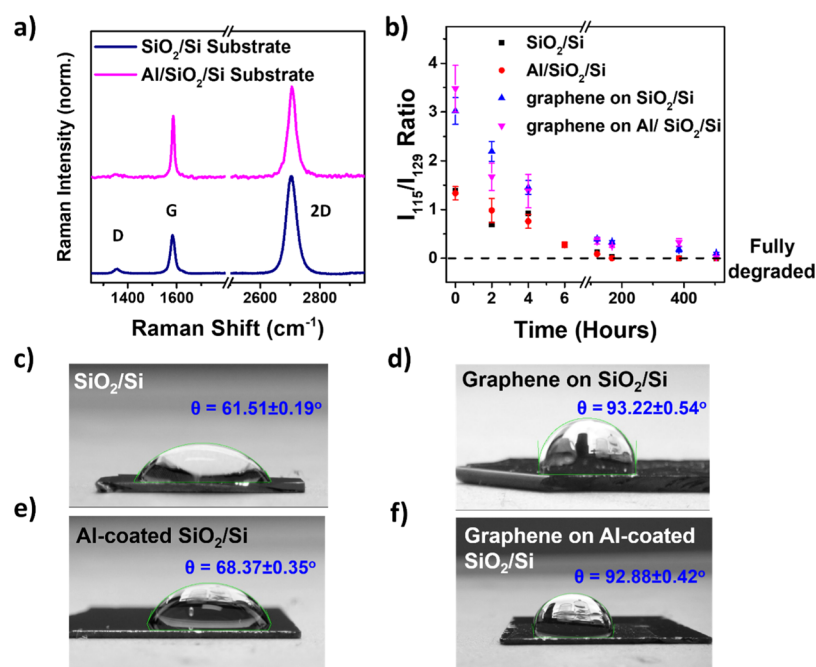 a)
SiO₂/Si Substrate
Al/SiO₂/Si Substrate
D
G
2D
Raman Intensity (norm.)
1400 1600 2600 2800
Raman Shift (cm⁻¹)
b)
SiO₂/Si
Al/SiO₂/Si
graphene on SiO₂/Si
graphene on Al/ SiO₂/Si
I₁₁₅/I₁₂₉ Ratio
4
3
2
1
0
Fully
degraded
0 2 4 6 200 400
Time (Hours)
c)
SiO₂/Si
θ = 61.51±0.19°
d)
Graphene on SiO₂/Si
θ = 93.22±0.54°
e)
Al-coated SiO₂/Si
θ = 68.37±0.35°
f)
Graphene on Al-coated
SiO₂/Si
θ = 92.88±0.42°